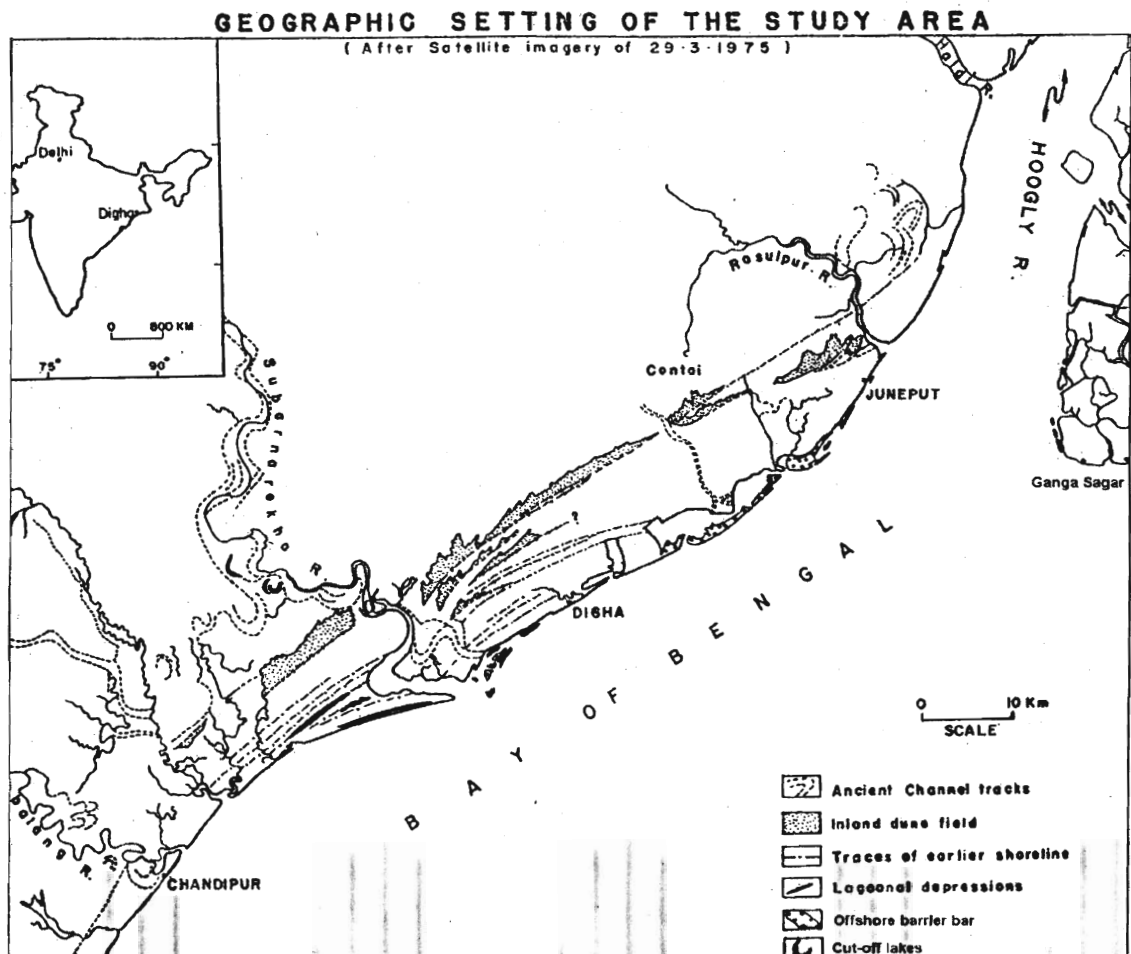 GEOGRAPHIC SETTING OF THE STUDY AREA
( After Satellite imagery of 29·3·1975 )
Delhi
Digha
0 800 KM
75° 90°
Haldi R.
HOOGLY R.
Rasulpur R.
Contai
JUNEPUT
Ganga Sagar
Subarnarekha R.
DIGHA
BAY OF BENGAL
?
0 10 Km
SCALE
R.
CHANDIPUR
Ancient Channel tracks
Inland dune field
Traces of earlier shoreline
Lagoonal depressions
Offshore barrier bar
Cut-off lakes